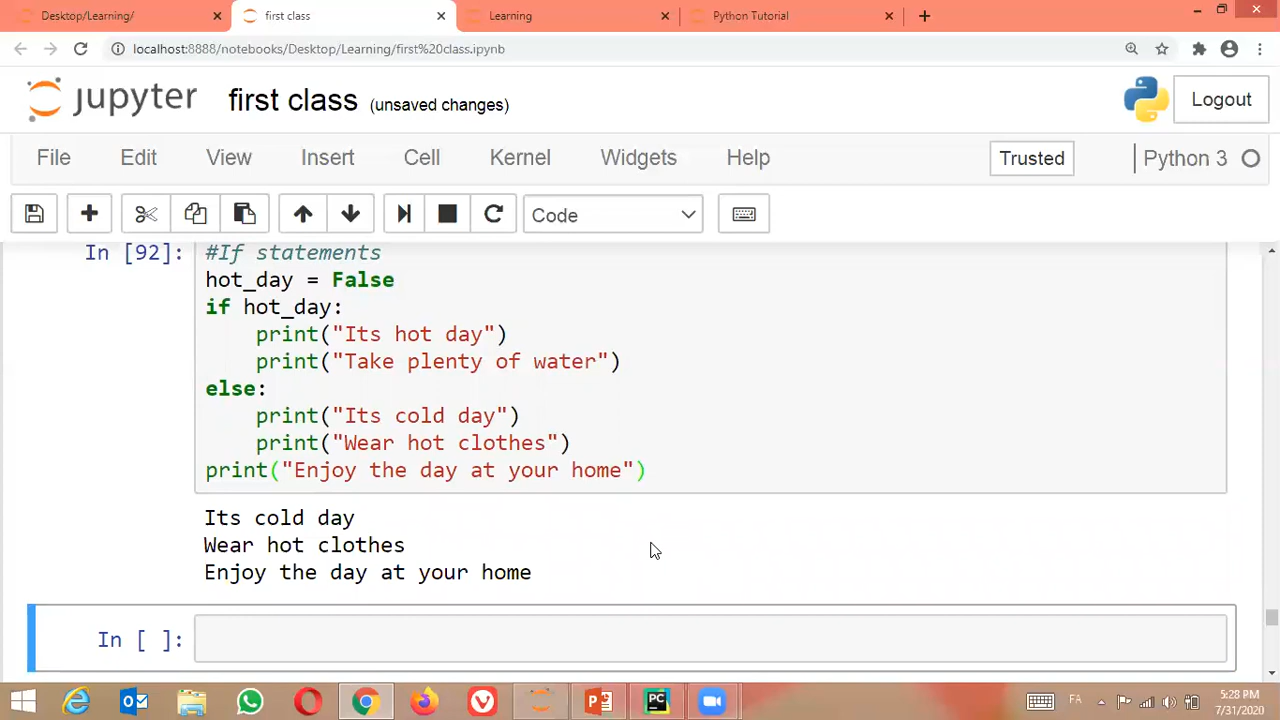 Desktop/Learning/
first class
Learning
Python Tutorial
localhost:8888/notebooks/Desktop/Learning/first%20class.ipynb
jupyter first class (unsaved changes)
Logout
File Edit View Insert Cell Kernel Widgets Help
Trusted
Python 3
Code
In [92]:
#If statements
hot_day = False
if hot_day:
    print("Its hot day")
    print("Take plenty of water")
else:
    print("Its cold day")
    print("Wear hot clothes")
print("Enjoy the day at your home")
Its cold day
Wear hot clothes
Enjoy the day at your home
In [ ]:
FA
5:28 PM
7/31/2020